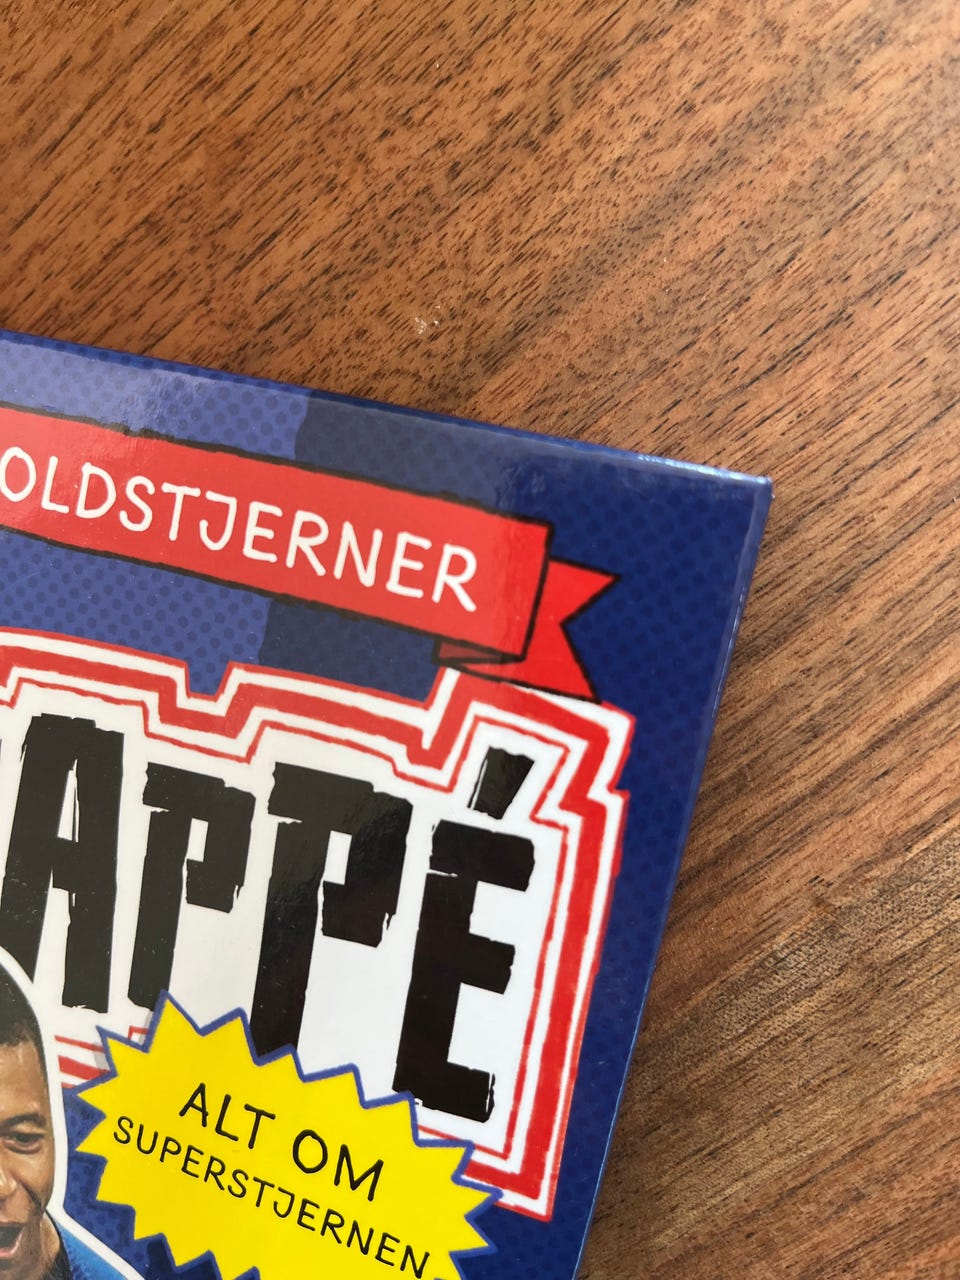 OLDSTJERNER
APPÉ
ALT OM
SUPERSTJERNEN